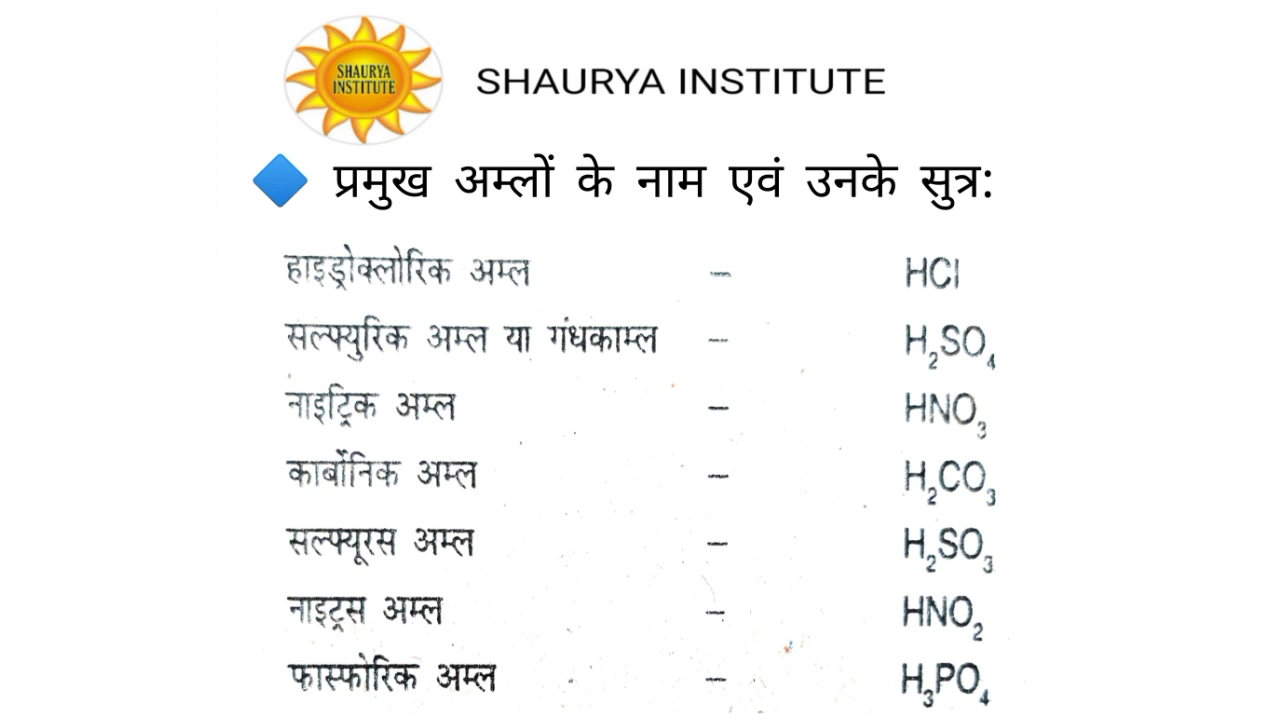 SHAURYA
INSTITUTE
SHAURYA INSTITUTE
प्रमुख अम्लों के नाम एवं उनके सुत्र:
हाइड्रोक्लोरिक अम्ल – HCl
सल्फ्युरिक अम्ल या गंधकाम्ल – H₂SO₄
नाइट्रिक अम्ल – HNO₃
कार्बोनिक अम्ल – H₂CO₃
सल्फ्यूरस अम्ल – H₂SO₃
नाइट्रस अम्ल – HNO₂
फास्फोरिक अम्ल – H₃PO₄